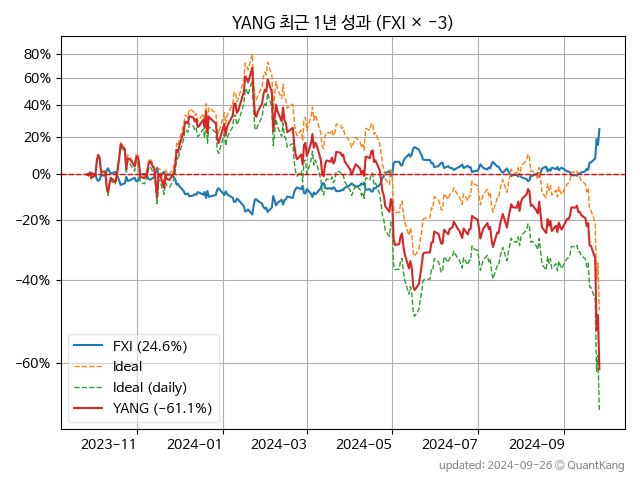 YANG 최근 1년 성과 (FXI × −3)
80%
60%
40%
20%
0%
−20%
−40%
−60%
FXI (24.6%)
Ideal
Ideal (daily)
YANG (−61.1%)
2023−11
2024−01
2024−03
2024−05
2024−07
2024−09
updated: 2024-09-26 © QuantKang